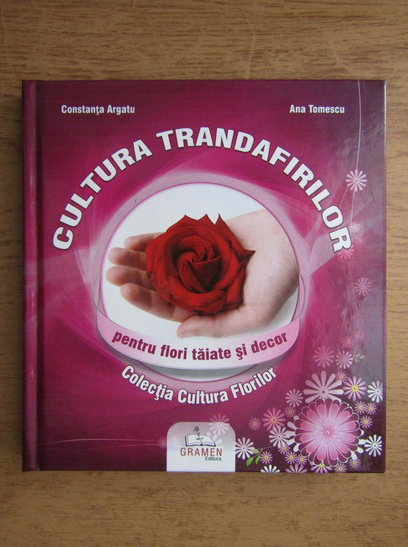 Constanța Argatu
Ana Tomescu
CULTURA TRANDAFIRILOR
pentru flori tăiate și decor
Colecția Cultura Florilor
GRAMEN
Editura